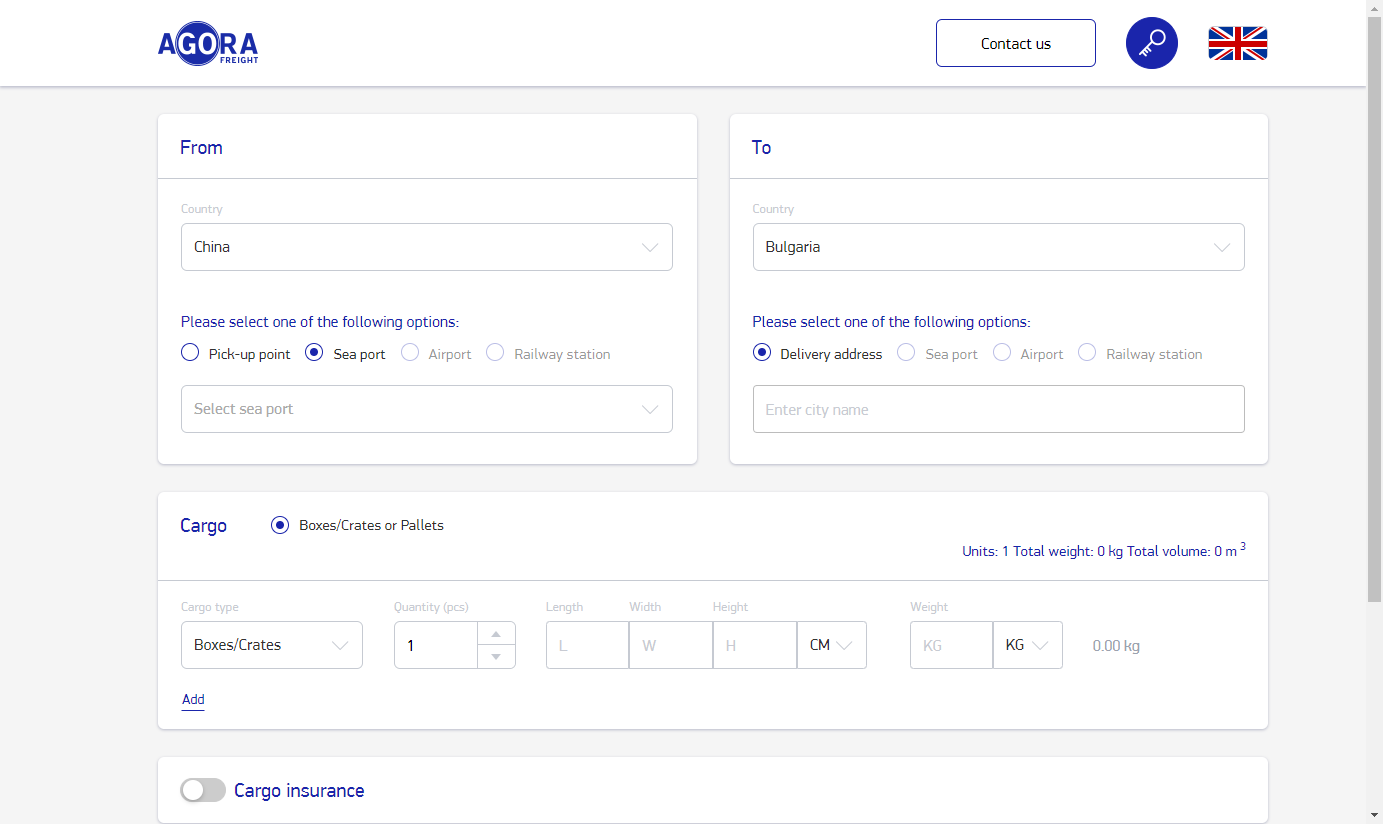 AGORA
FREIGHT
Contact us
From
Country
China
Please select one of the following options:
Pick-up point Sea port Airport Railway station
Select sea port
To
Country
Bulgaria
Please select one of the following options:
Delivery address Sea port Airport Railway station
Enter city name
Cargo Boxes/Crates or Pallets
Units: 1 Total weight: 0 kg Total volume: 0 m 3
Cargo type Quantity (pcs) Length Width Height Weight
Boxes/Crates 1 L W H CM KG KG 0.00 kg
Add
Cargo insurance